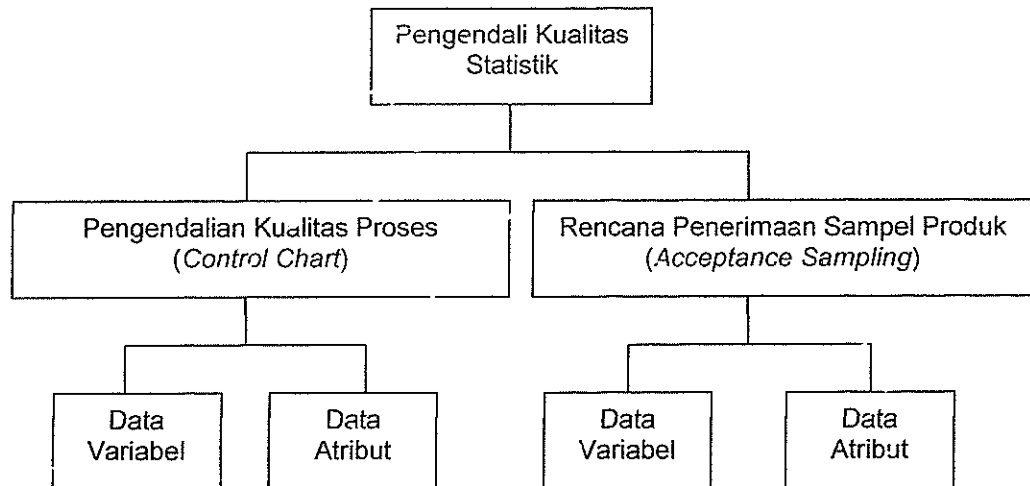 Pengendali Kualitas
Statistik
Pengendalian Kualitas Proses
(Control Chart)
Rencana Penerimaan Sampel Produk
(Acceptance Sampling)
Data
Variabel
Data
Atribut
Data
Variabel
Data
Atribut